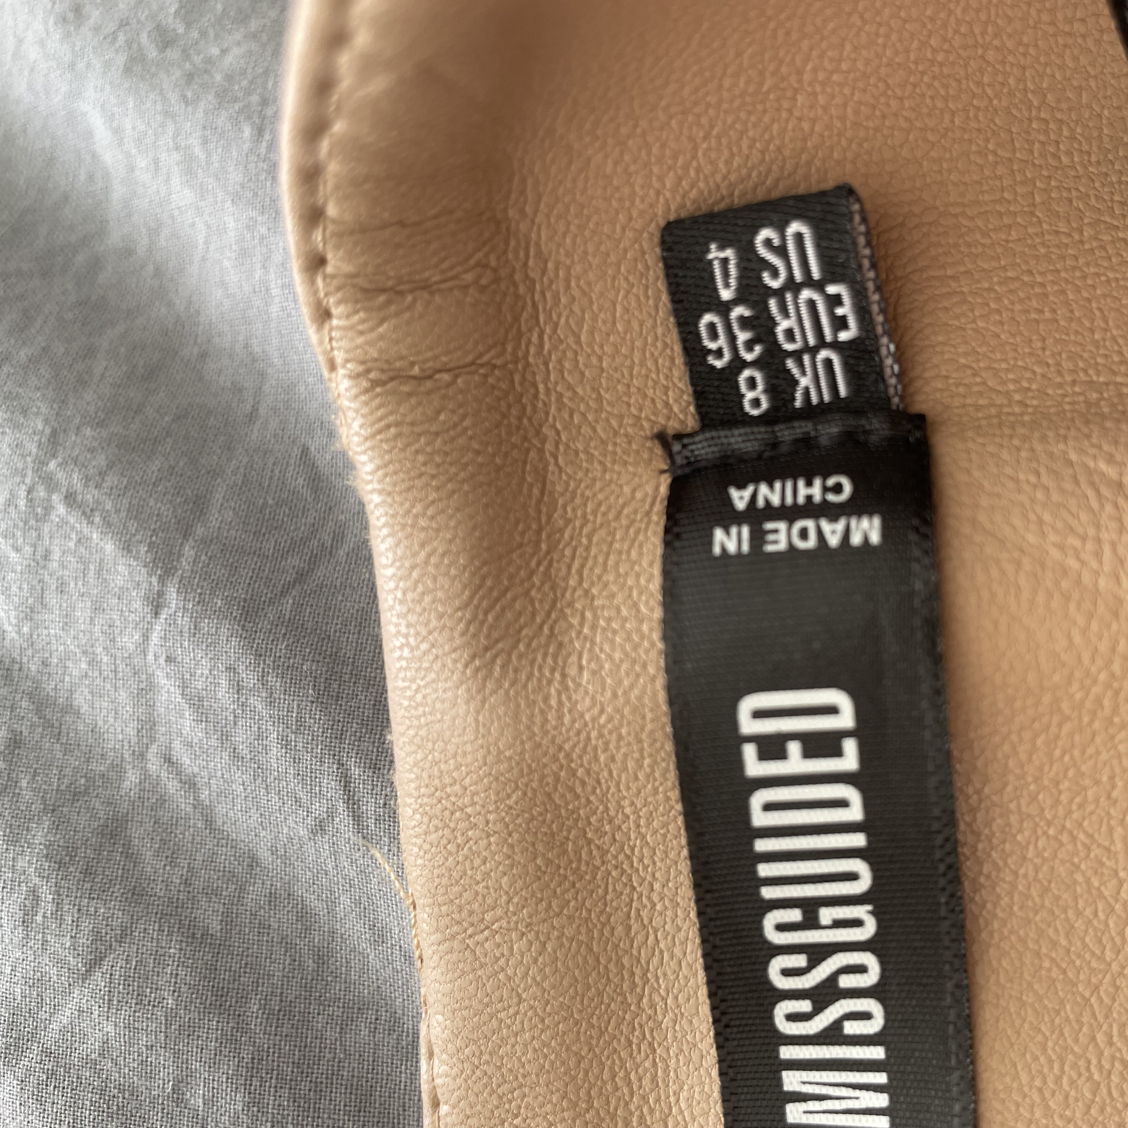 MISSGUIDED
MADE IN
CHINA
UK 8
EUR 36
US 4